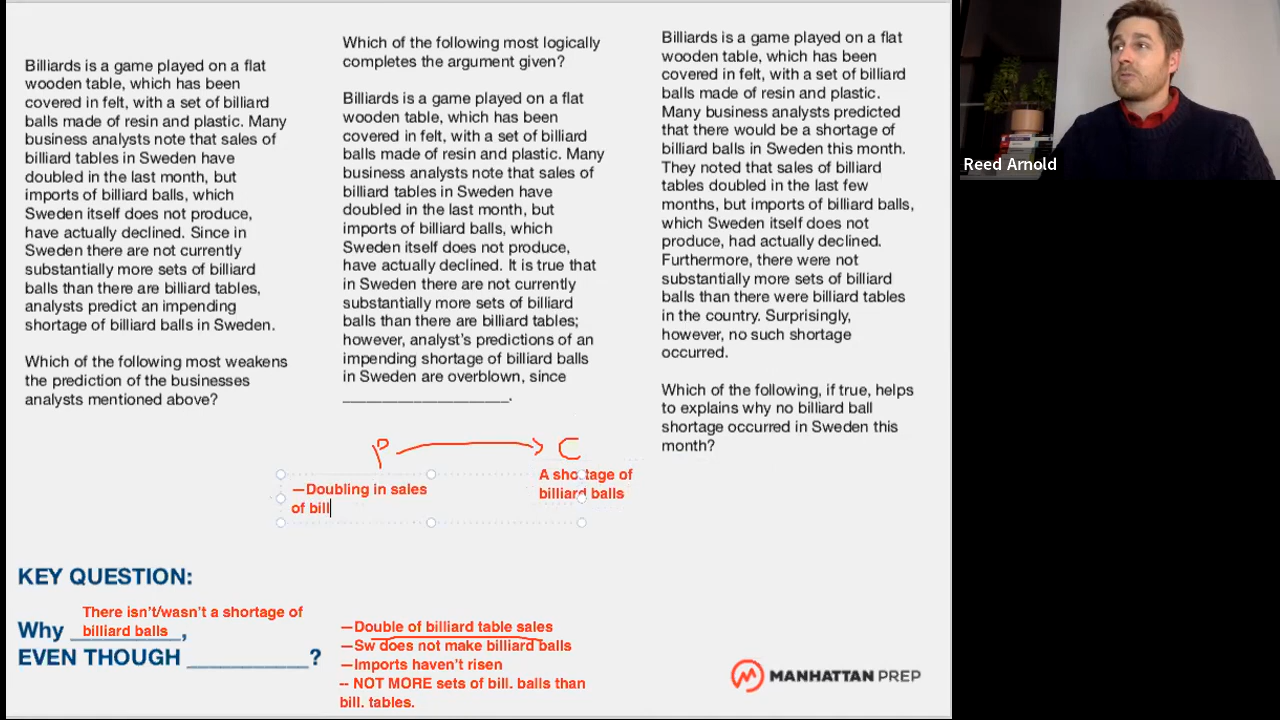 Billiards is a game played on a flat
wooden table, which has been
covered in felt, with a set of billiard
balls made of resin and plastic. Many
business analysts note that sales of
billiard tables in Sweden have
doubled in the last month, but
imports of billiard balls, which
Sweden itself does not produce,
have actually declined. Since in
Sweden there are not currently
substantially more sets of billiard
balls than there are billiard tables,
analysts predict an impending
shortage of billiard balls in Sweden.
Which of the following most weakens
the prediction of the businesses
analysts mentioned above?
Which of the following most logically
completes the argument given?
Billiards is a game played on a flat
wooden table, which has been
covered in felt, with a set of billiard
balls made of resin and plastic. Many
business analysts note that sales of
billiard tables in Sweden have
doubled in the last month, but
imports of billiard balls, which
Sweden itself does not produce,
have actually declined. It is true that
in Sweden there are not currently
substantially more sets of billiard
balls than there are billiard tables;
however, analyst's predictions of an
impending shortage of billiard balls
in Sweden are overblown, since
____________________.
Billiards is a game played on a flat
wooden table, which has been
covered in felt, with a set of billiard
balls made of resin and plastic.
Many business analysts predicted
that there would be a shortage of
billiard balls in Sweden this month.
They noted that sales of billiard
tables doubled in the last few
months, but imports of billiard balls,
which Sweden itself does not
produce, had actually declined.
Furthermore, there were not
substantially more sets of billiard
balls than there were billiard tables
in the country. Surprisingly,
however, no such shortage
occurred.
Which of the following, if true, helps
to explains why no billiard ball
shortage occurred in Sweden this
month?
P C
—Doubling in sales
of bill
A shortage of
billiard balls
KEY QUESTION:
There isn't/wasn't a shortage of
billiard balls
Why __________,
EVEN THOUGH ___________?
—Double of billiard table sales
—Sw does not make billiard balls
—Imports haven't risen
-- NOT MORE sets of bill. balls than
bill. tables.
MANHATTAN PREP
Reed Arnold